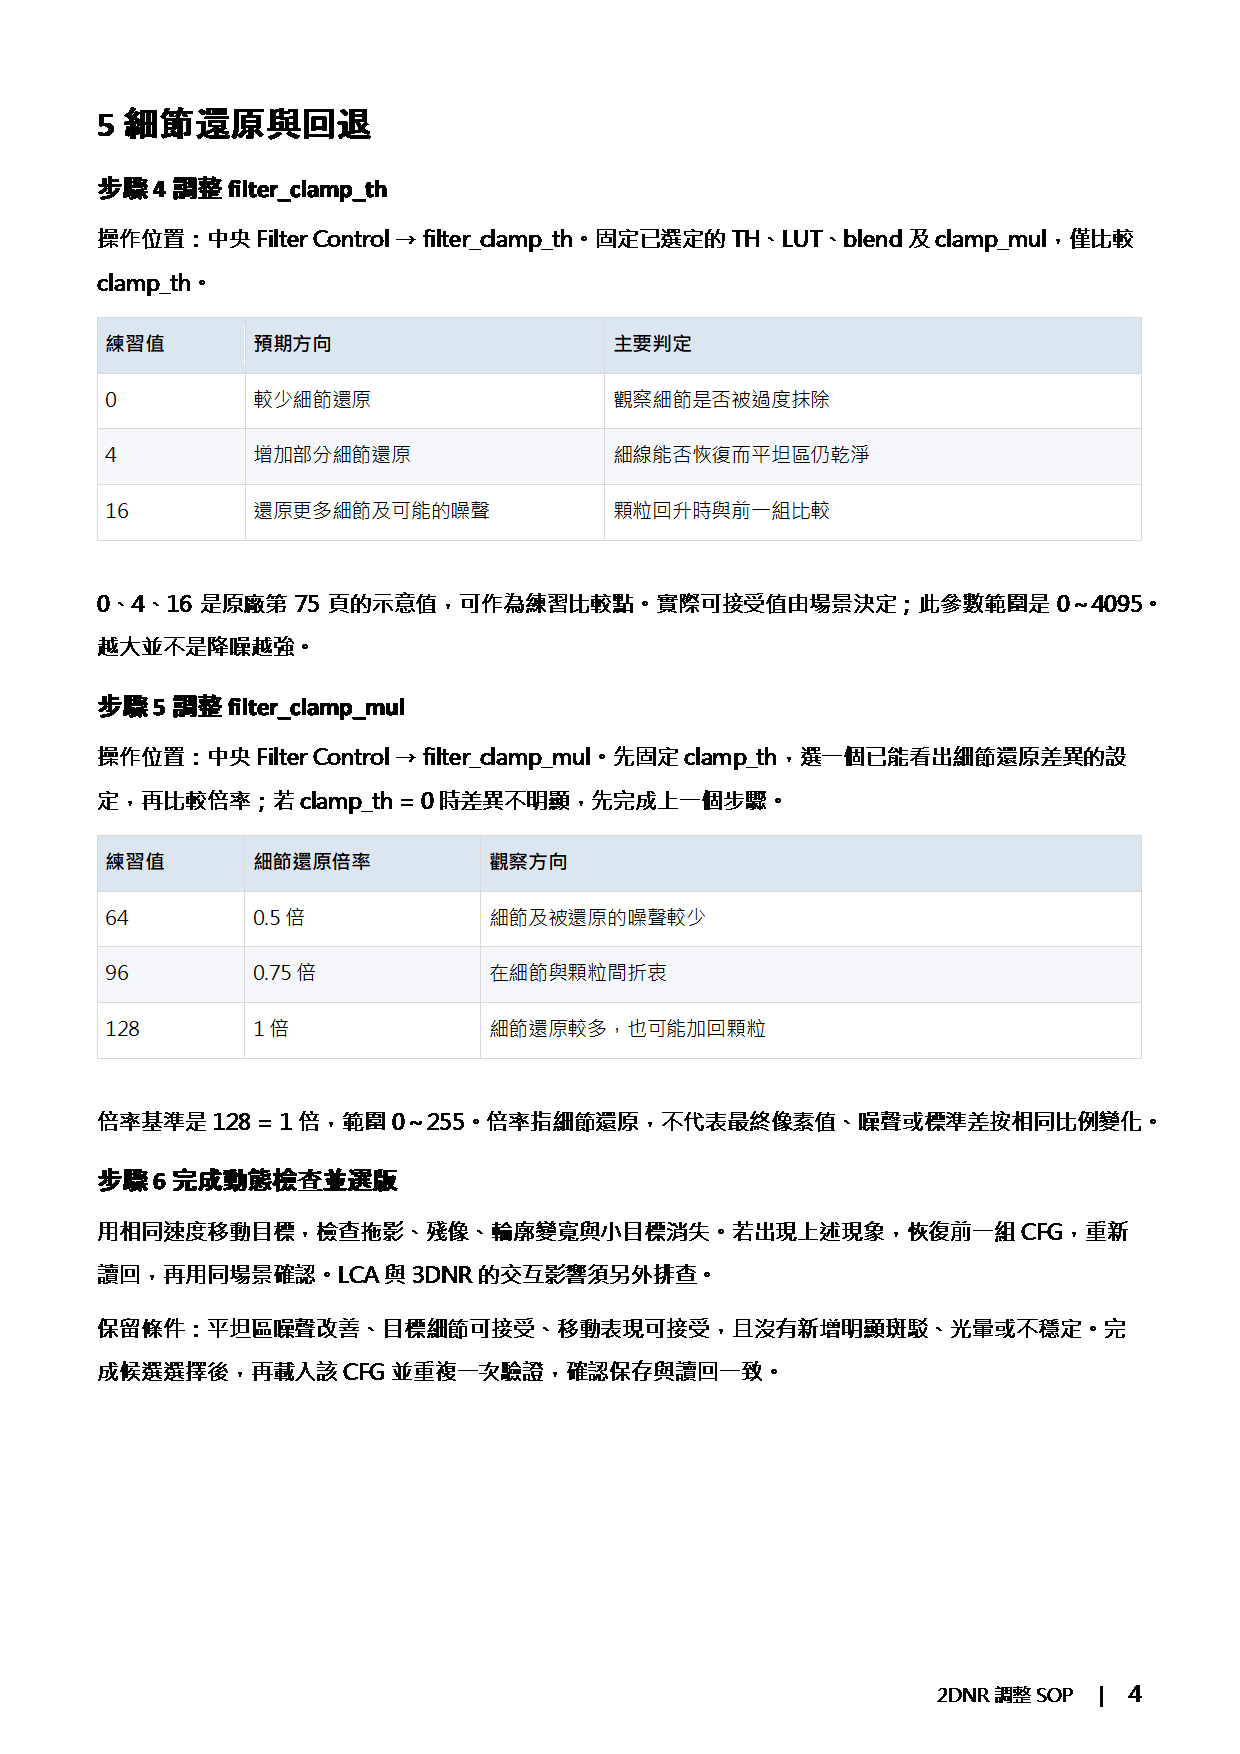 5 細節還原與回退
步驟 4 調整 filter_clamp_th
操作位置：中央 Filter Control → filter_clamp_th。固定已選定的 TH、LUT、blend 及 clamp_mul，僅比較
clamp_th。
練習值 預期方向 主要判定
0 較少細節還原 觀察細節是否被過度抹除
4 增加部分細節還原 細線能否恢復而平坦區仍乾淨
16 還原更多細節及可能的噪聲 顆粒回升時與前一組比較
0、4、16 是原廠第 75 頁的示意值，可作為練習比較點。實際可接受值由場景決定；此參數範圍是 0～4095。
越大並不是降噪越強。
步驟 5 調整 filter_clamp_mul
操作位置：中央 Filter Control → filter_clamp_mul。先固定 clamp_th，選一個已能看出細節還原差異的設
定，再比較倍率；若 clamp_th = 0 時差異不明顯，先完成上一個步驟。
練習值 細節還原倍率 觀察方向
64 0.5 倍 細節及被還原的噪聲較少
96 0.75 倍 在細節與顆粒間折衷
128 1 倍 細節還原較多，也可能加回顆粒
倍率基準是 128 = 1 倍，範圍 0～255。倍率指細節還原，不代表最終像素值、噪聲或標準差按相同比例變化。
步驟 6 完成動態檢查並選版
用相同速度移動目標，檢查拖影、殘像、輪廓變寬與小目標消失。若出現上述現象，恢復前一組 CFG，重新
讀回，再用同場景確認。LCA 與 3DNR 的交互影響須另外排查。
保留條件：平坦區噪聲改善、目標細節可接受、移動表現可接受，且沒有新增明顯斑駁、光暈或不穩定。完
成候選選擇後，再載入該 CFG 並重複一次驗證，確認保存與讀回一致。
2DNR 調整 SOP | 4